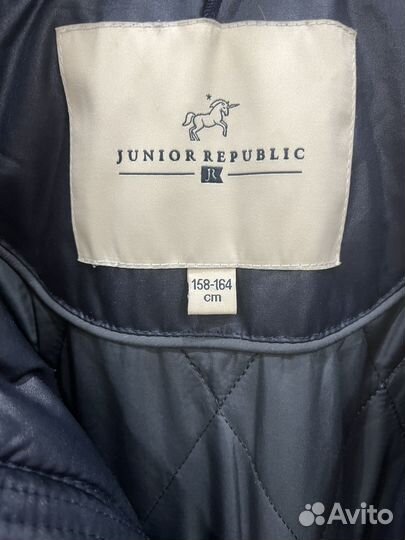 JUNIOR REPUBLIC
JR
158-164
cm
Avito